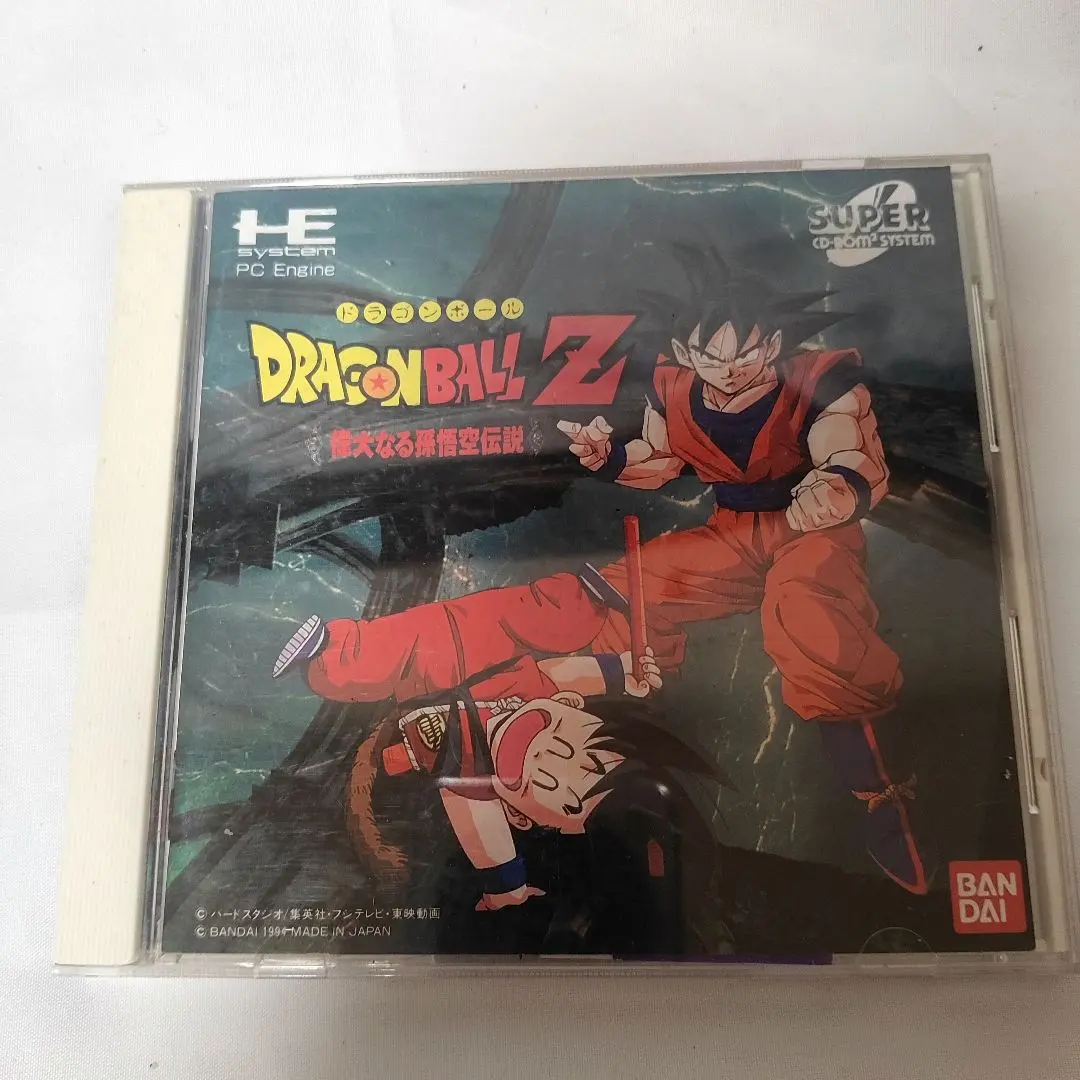 HE
system
PC Engine
SUPER
CD-ROM² SYSTEM
ドラゴンボール
DRAGONBALL Z
偉大なる孫悟空伝説
© バードスタジオ/集英社・フジテレビ・東映動画
© BANDAI 1994 MADE IN JAPAN
BAN
DAI